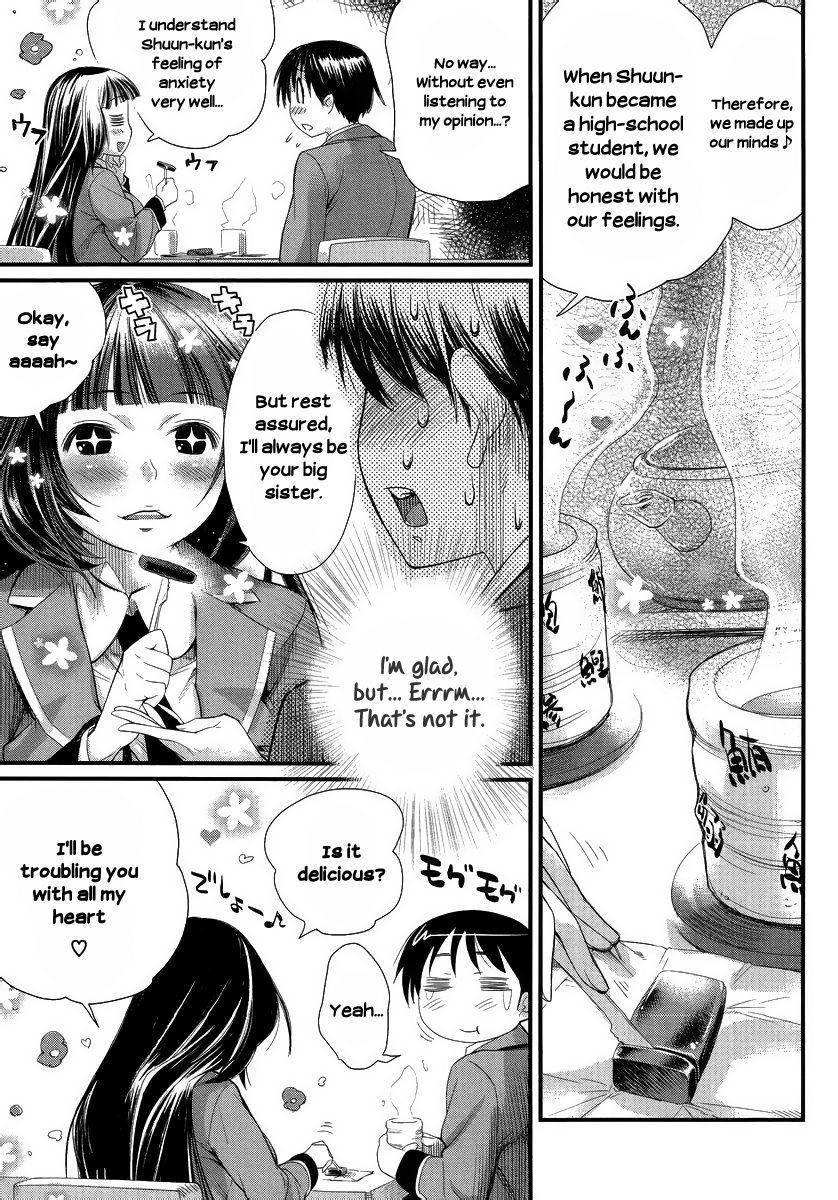 Therefore,
we made up
our minds♪
When Shuun-
kun became
a high-school
student, we
would be
honest with
our feelings.
ふんふふーん
No way...
Without even
listening to
my opinion...?
I understand
Shuun-kun's
feeling of
anxiety
very well...
ウフ
ウフ
But rest
assured,
I'll always be
your big
sister.
キラ
キラ
Okay,
say
aaaah~
I'm glad,
but... Errrm...
That's not it.
モグモグ
Is it
delicious?
でしょー♪
Yeah...
I'll be
troubling you
with all my
heart
♡